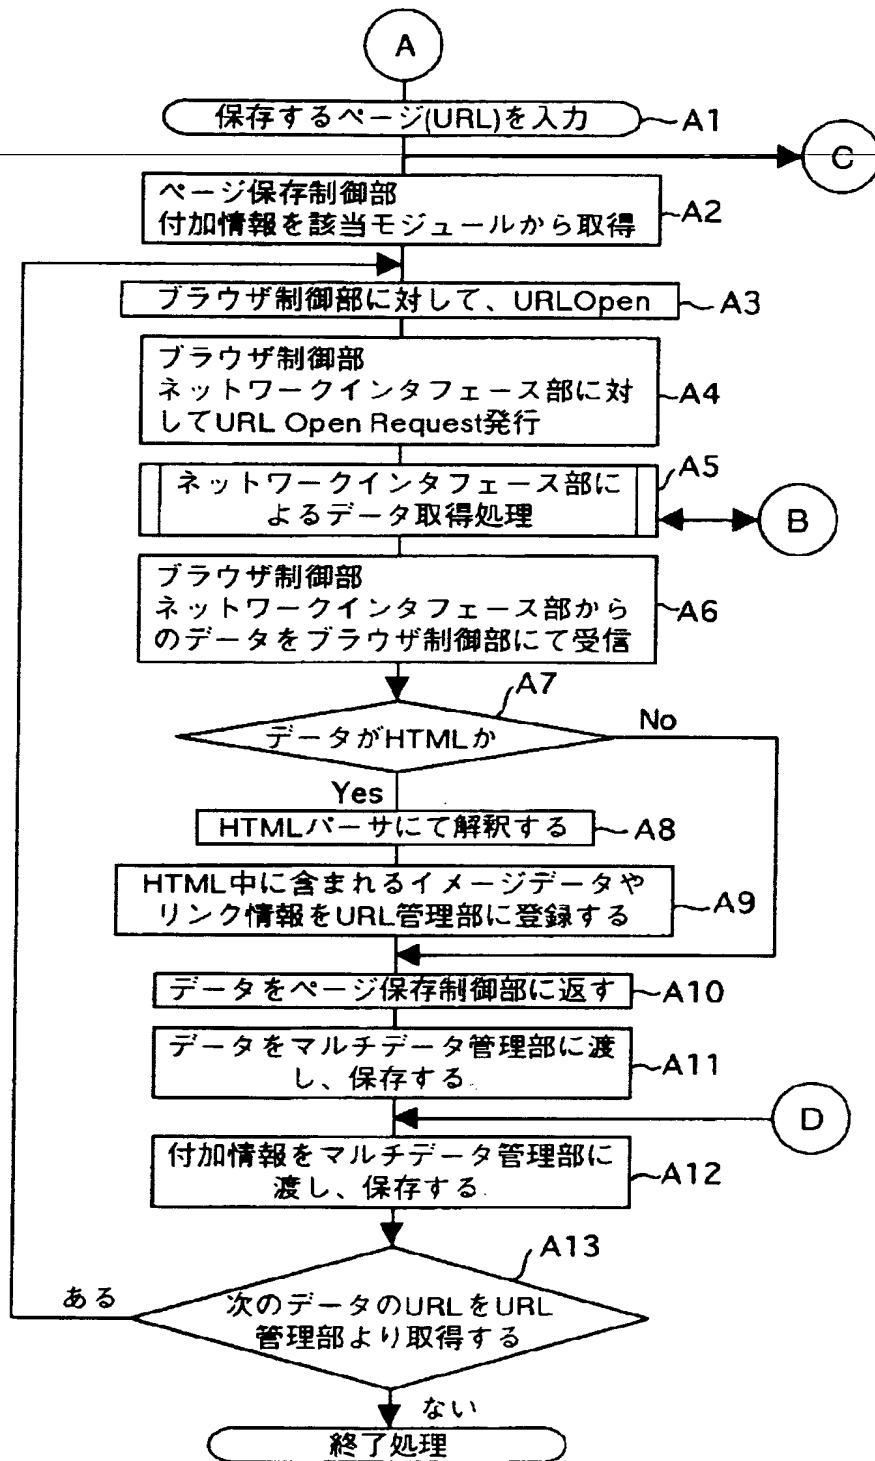 A
保存するページ(URL)を入力
A1
C
ページ保存制御部
付加情報を該当モジュールから取得
A2
ブラウザ制御部に対して、URLOpen
A3
ブラウザ制御部
ネットワークインタフェース部に対
してURL Open Request発行
A4
A5
ネットワークインタフェース部に
よるデータ取得処理
B
ブラウザ制御部
ネットワークインタフェース部から
のデータをブラウザ制御部にて受信
A6
A7
データがHTMLか
No
Yes
HTMLパーサにて解釈する
A8
HTML中に含まれるイメージデータや
リンク情報をURL管理部に登録する
A9
データをページ保存制御部に返す
A10
データをマルチデータ管理部に渡
し、保存する
A11
D
付加情報をマルチデータ管理部に
渡し、保存する
A12
A13
ある
次のデータのURLをURL
管理部より取得する
ない
終了処理